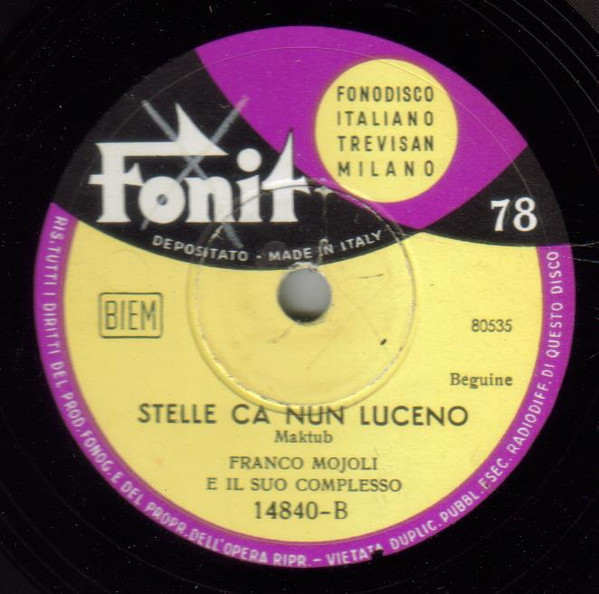 FONODISCO
ITALIANO
TREVISAN
MILANO
Fonit
78
DEPOSITATO - MADE IN ITALY
BIEM
80535
Beguine
STELLE CA NUN LUCENO
Maktub
FRANCO MOJOLI
E IL SUO COMPLESSO
14840-B
RIS. TUTTI I DIRITTI DEL PROD. FONOG. E DEL PROPR. DELL'OPERA RIPR. - VIETATA DUPLIC. PUBBL. ESEC. RADIODIFF. DI QUESTO DISCO